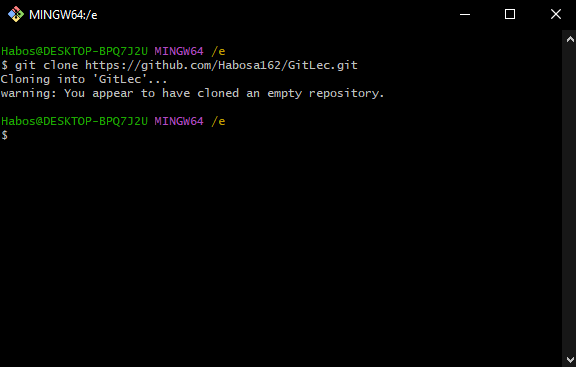 MINGW64:/e
Habos@DESKTOP-BPQ7J2U MINGW64 /e
$ git clone https://github.com/Habosa162/GitLec.git
Cloning into 'GitLec'...
warning: You appear to have cloned an empty repository.
Habos@DESKTOP-BPQ7J2U MINGW64 /e
$